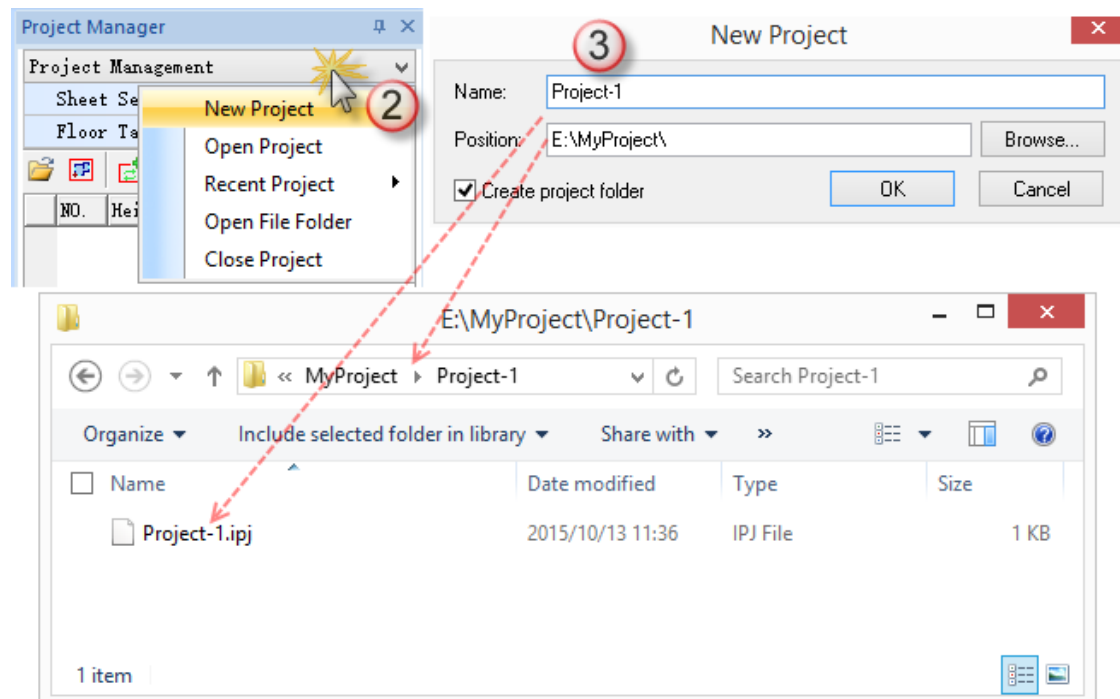 Project Manager
Project Management
Sheet Se
Floor Ta
NO. Hei
New Project
Open Project
Recent Project
Open File Folder
Close Project
2
3
New Project
Name: Project-1
Position: E:\MyProject\ Browse...
Create project folder OK Cancel
E:\MyProject\Project-1
« MyProject Project-1 Search Project-1
Organize Include selected folder in library Share with »
Name Date modified Type Size
Project-1.ipj 2015/10/13 11:36 IPJ File 1 KB
1 item